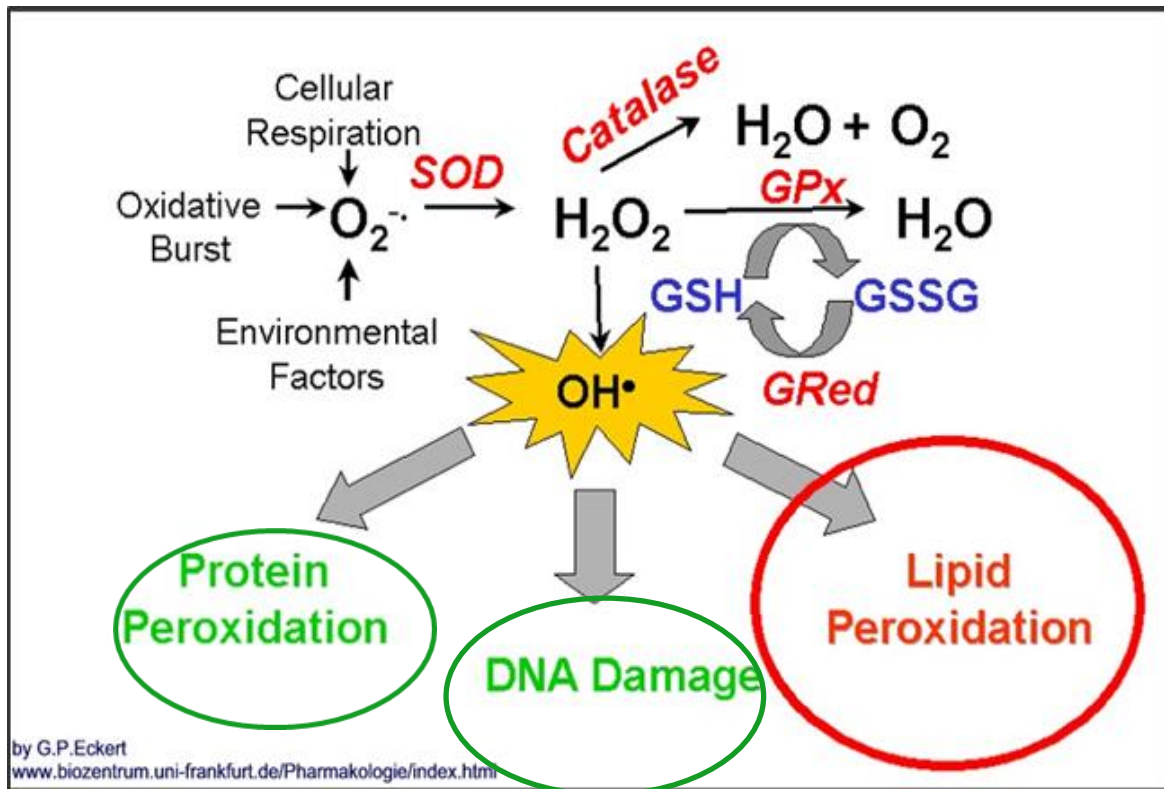 Cellular
Respiration
Oxidative
Burst
O₂⁻·
Environmental
Factors
SOD
H₂O₂
Catalase
H₂O + O₂
GPx
H₂O
GSH
GSSG
GRed
OH•
Protein
Peroxidation
DNA Damage
Lipid
Peroxidation
by G.P.Eckert
www.biozentrum.uni-frankfurt.de/Pharmakologie/index.html